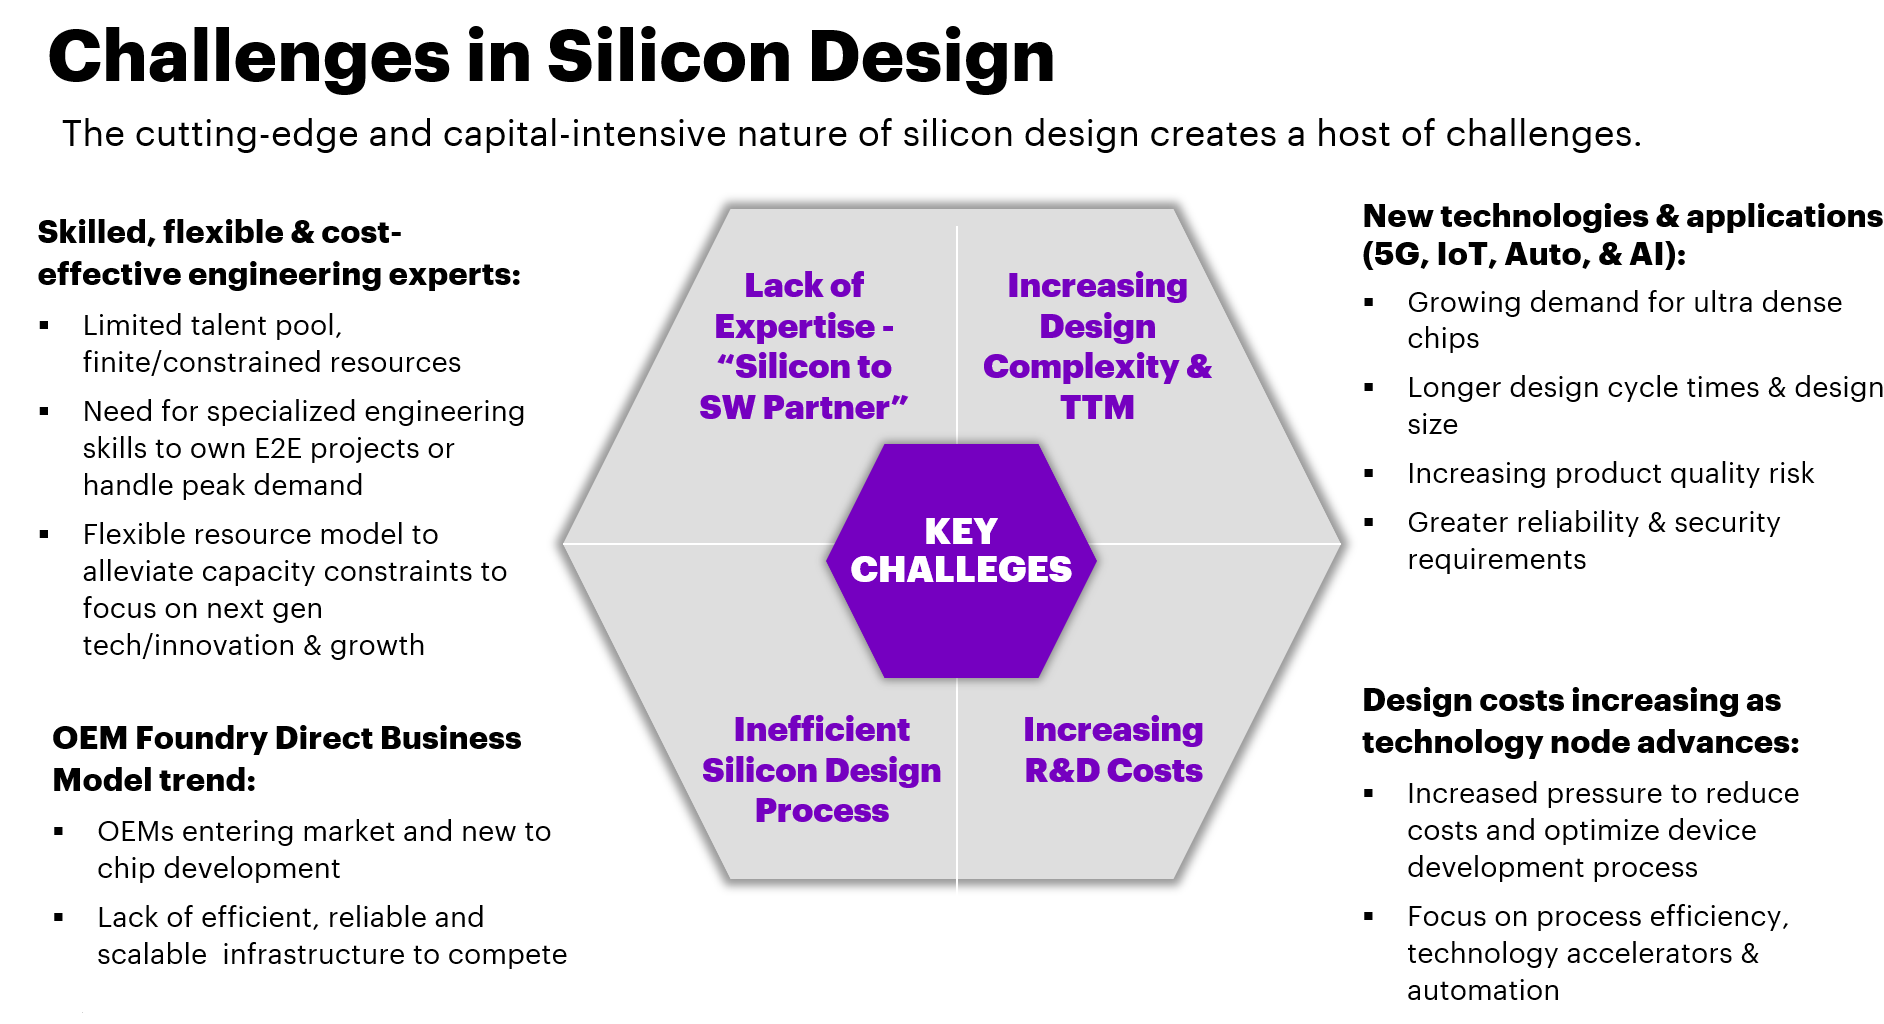 Challenges in Silicon Design
The cutting-edge and capital-intensive nature of silicon design creates a host of challenges.
Skilled, flexible & cost-
effective engineering experts:
▪ Limited talent pool,
finite/constrained resources
▪ Need for specialized engineering
skills to own E2E projects or
handle peak demand
▪ Flexible resource model to
alleviate capacity constraints to
focus on next gen
tech/innovation & growth
OEM Foundry Direct Business
Model trend:
▪ OEMs entering market and new to
chip development
▪ Lack of efficient, reliable and
scalable  infrastructure to compete
Lack of
Expertise -
“Silicon to
SW Partner”
Increasing
Design
Complexity &
TTM
KEY
CHALLEGES
Inefficient
Silicon Design
Process
Increasing
R&D Costs
New technologies & applications
(5G, IoT, Auto, & AI):
▪ Growing demand for ultra dense
chips
▪ Longer design cycle times & design
size
▪ Increasing product quality risk
▪ Greater reliability & security
requirements
Design costs increasing as
technology node advances:
▪ Increased pressure to reduce
costs and optimize device
development process
▪ Focus on process efficiency,
technology accelerators &
automation